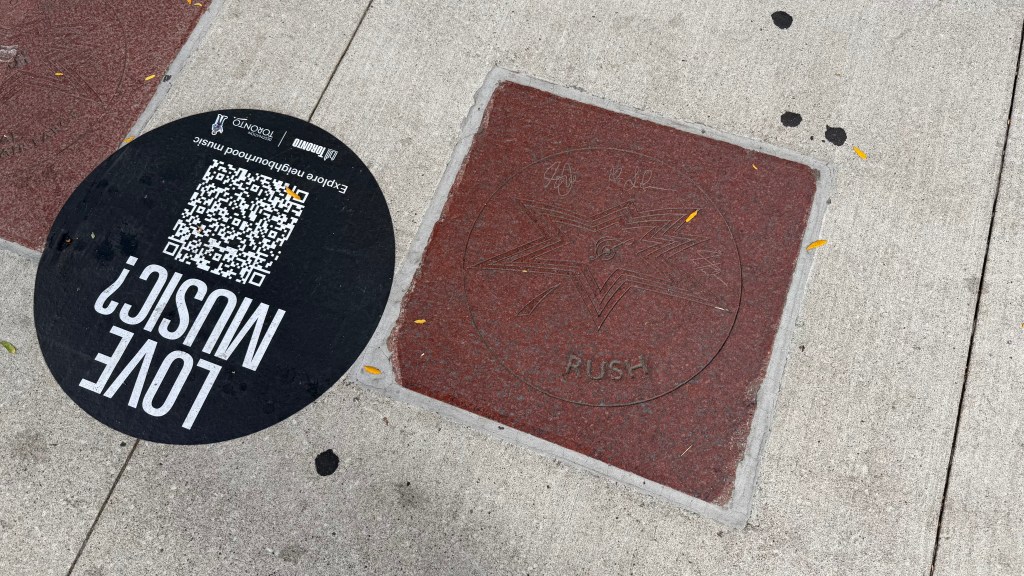 LOVE
MUSIC?
Explore neighbourhood music
TORONTO
TORONTO
RUSH